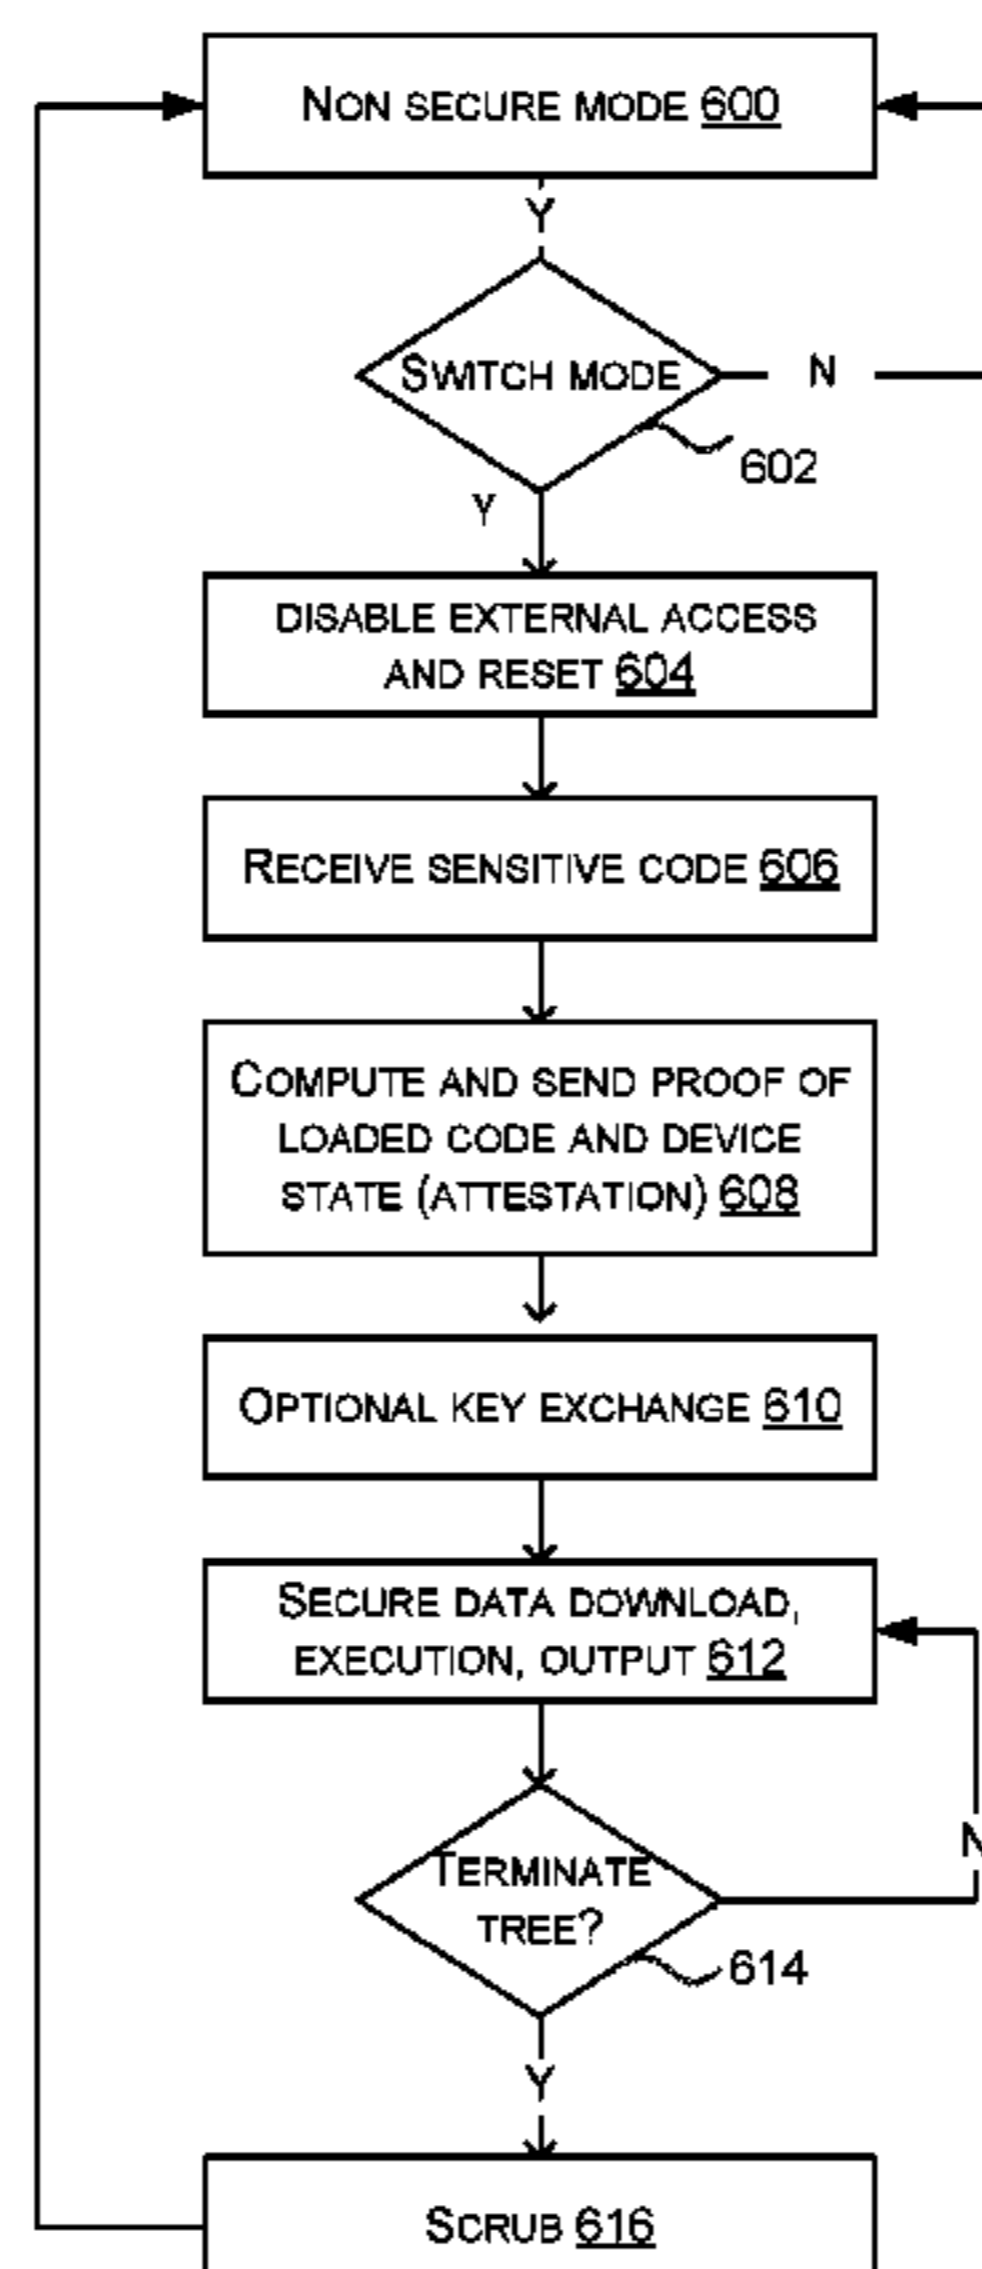 NON SECURE MODE 600
Y
SWITCH MODE
N
602
Y
DISABLE EXTERNAL ACCESS
AND RESET 604
RECEIVE SENSITIVE CODE 606
COMPUTE AND SEND PROOF OF
LOADED CODE AND DEVICE
STATE (ATTESTATION) 608
OPTIONAL KEY EXCHANGE 610
SECURE DATA DOWNLOAD,
EXECUTION, OUTPUT 612
TERMINATE
TREE?
N
614
Y
SCRUB 616